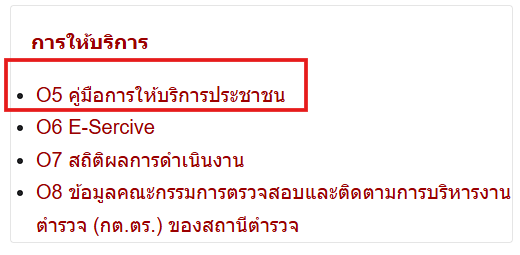 การให้บริการ
O5 คู่มือการให้บริการประชาชน
O6 E-Sercive
O7 สถิติผลการดำเนินงาน
O8 ข้อมูลคณะกรรมการตรวจสอบและติดตามการบริหารงาน
ตำรวจ (กต.ตร.) ของสถานีตำรวจ